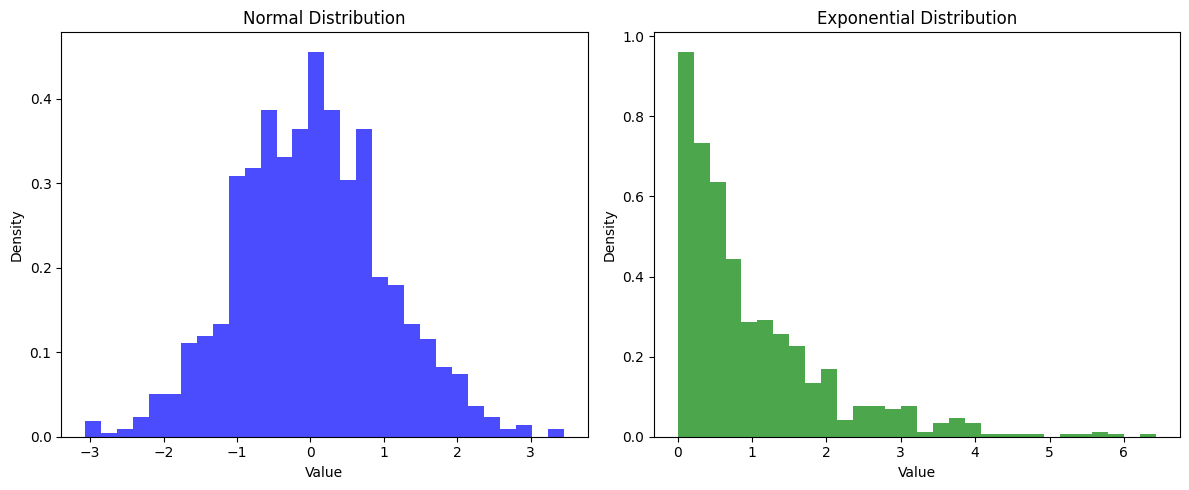 Normal Distribution
Density
0.4
0.3
0.2
0.1
0.0
−3 −2 −1 0 1 2 3
Value
Exponential Distribution
Density
1.0
0.8
0.6
0.4
0.2
0.0
0 1 2 3 4 5 6
Value